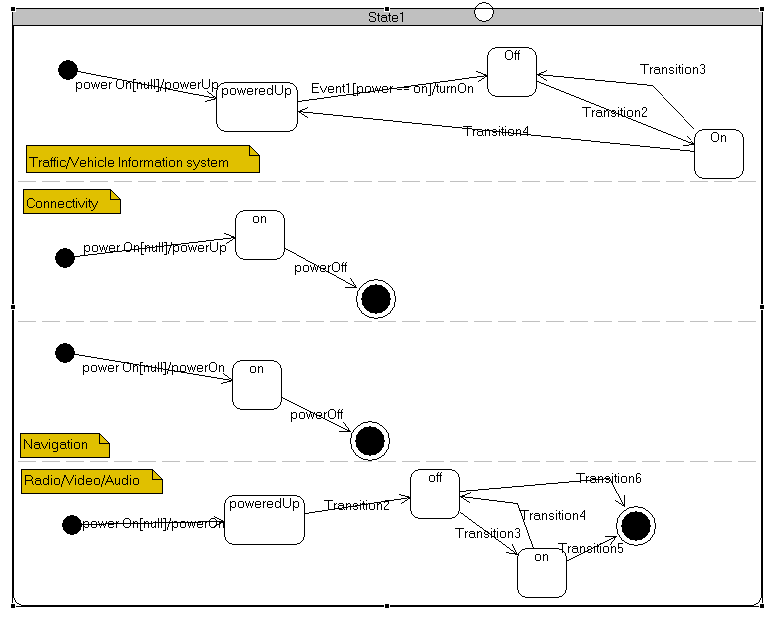 State1
power On[null]/powerUp
poweredUp
Event1[power == on]/turnOn
Off
Transition3
Transition2
Transition4
On
Traffic/Vehicle Information system
Connectivity
on
power On[null]/powerUp
powerOff
power On[null]/powerOn
on
powerOff
Navigation
Radio/Video/Audio
off
Transition6
poweredUp
Transition2
Transition4
power On[null]/powerOn
Transition3
Transition5
on